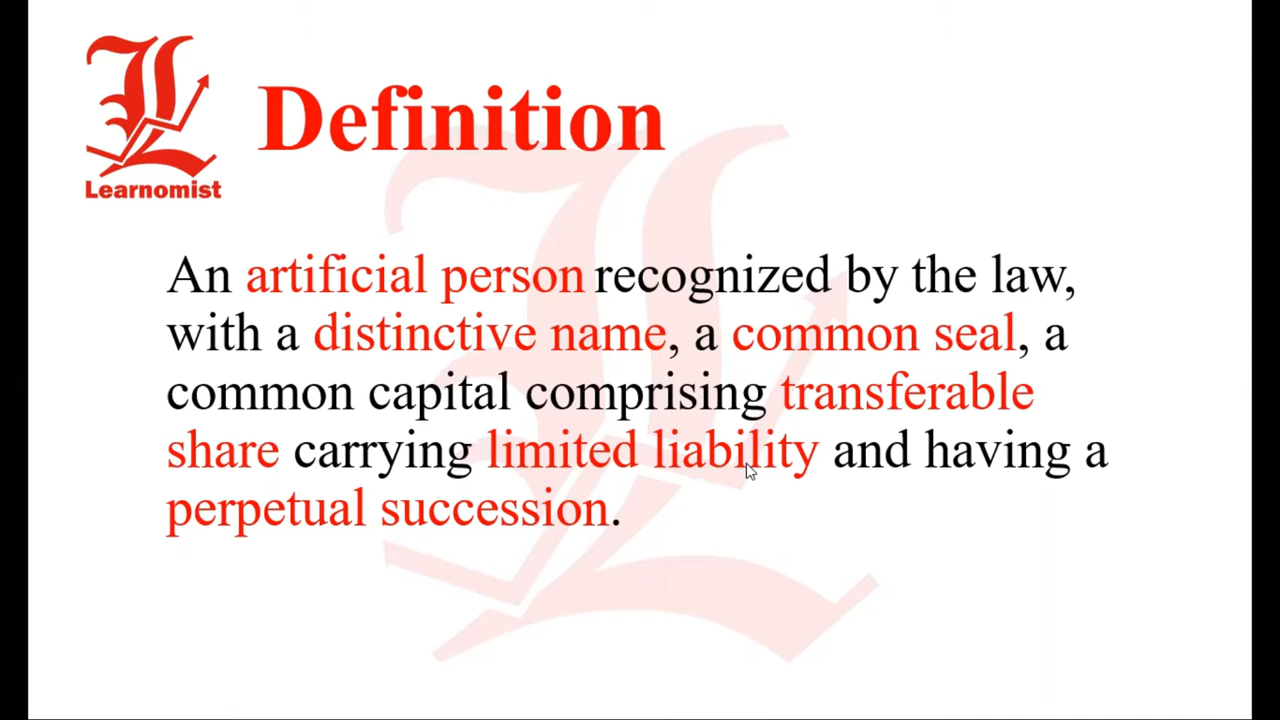 Learnomist
Definition
An artificial person recognized by the law,
with a distinctive name, a common seal, a
common capital comprising transferable
share carrying limited liability and having a
perpetual succession.